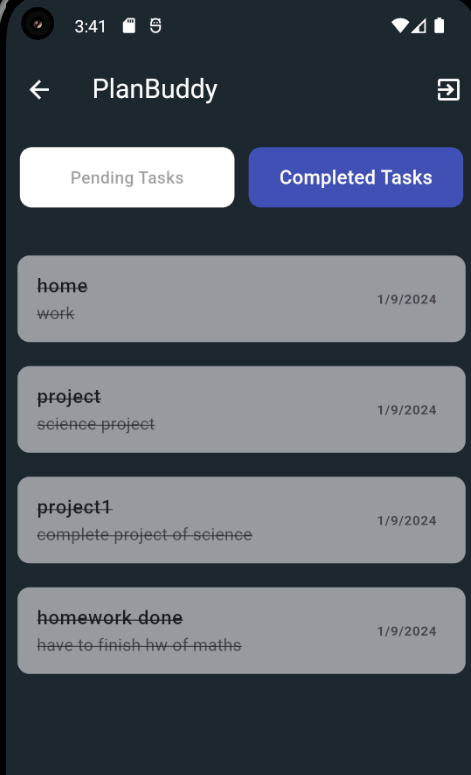 3:41
PlanBuddy
Pending Tasks
Completed Tasks
home
work
1/9/2024
project
science project
1/9/2024
project1
complete project of science
1/9/2024
homework done
have to finish hw of maths
1/9/2024